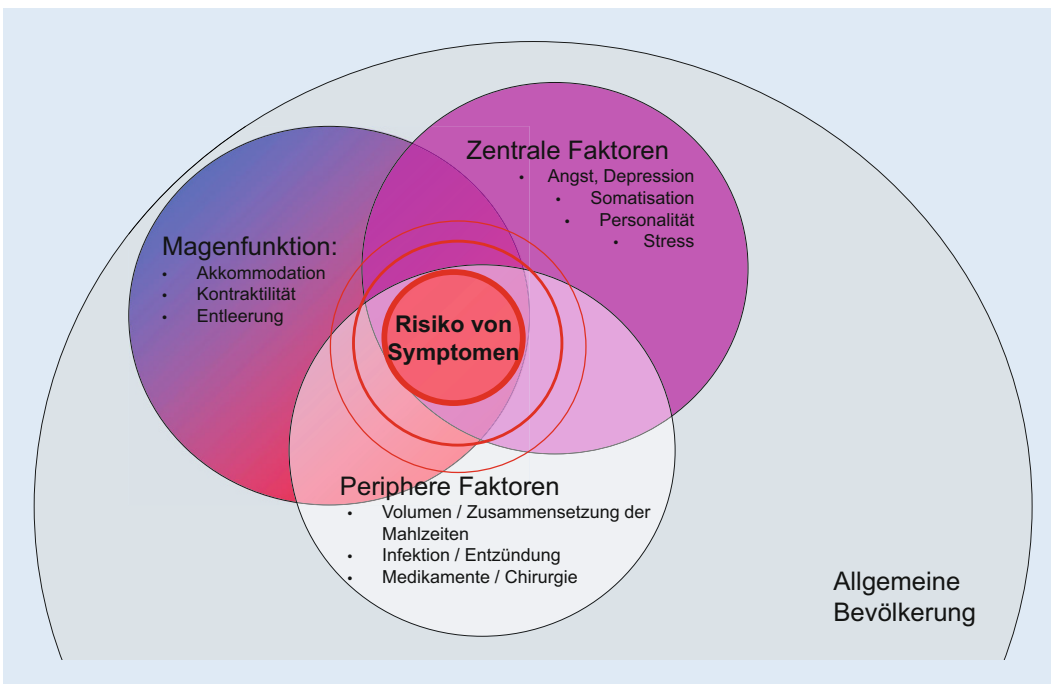 Zentrale Faktoren
• Angst, Depression
• Somatisation
• Personalität
• Stress
Magenfunktion:
• Akkommodation
• Kontraktilität
• Entleerung
Risiko von
Symptomen
Periphere Faktoren
• Volumen / Zusammensetzung der
Mahlzeiten
• Infektion / Entzündung
• Medikamente / Chirurgie
Allgemeine
Bevölkerung